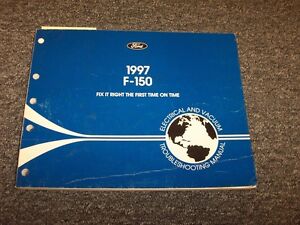 Ford
1997
F-150
FIX IT RIGHT THE FIRST TIME ON TIME
ELECTRICAL AND VACUUM
TROUBLESHOOTING MANUAL